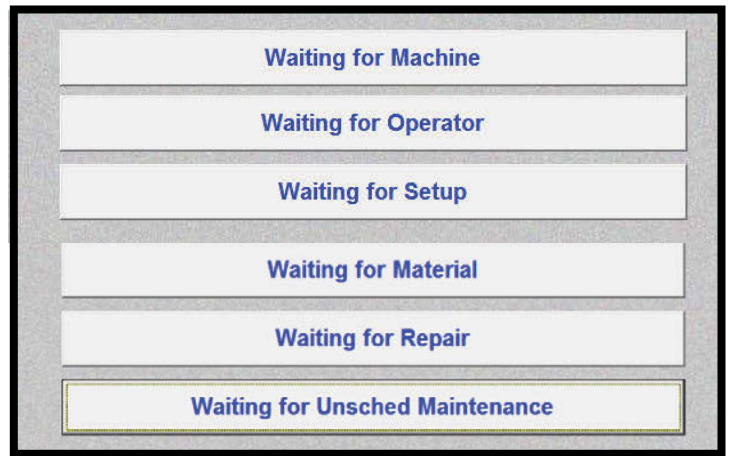 Waiting for Machine
Waiting for Operator
Waiting for Setup
Waiting for Material
Waiting for Repair
Waiting for Unsched Maintenance